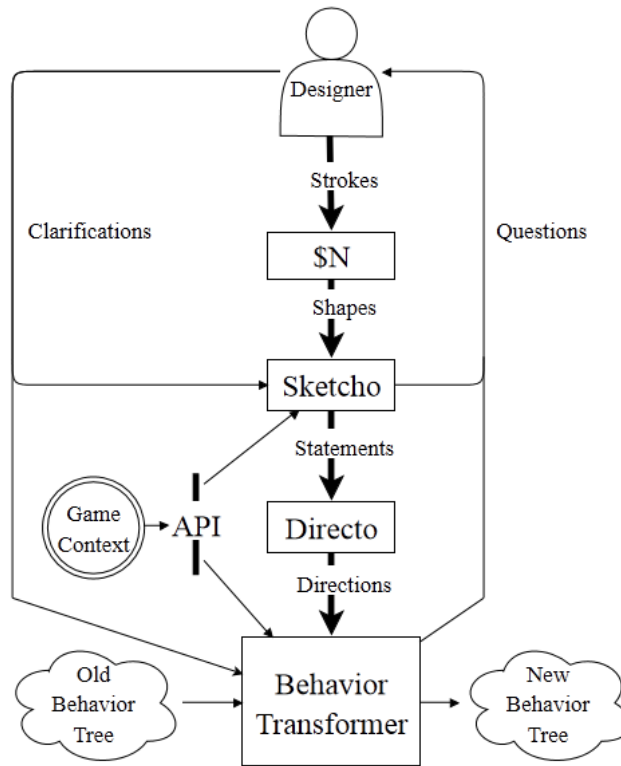 Designer
Strokes
Clarifications
Questions
$N
Shapes
Sketcho
Statements
Game
Context
API
Directo
Directions
Old
Behavior
Tree
Behavior
Transformer
New
Behavior
Tree